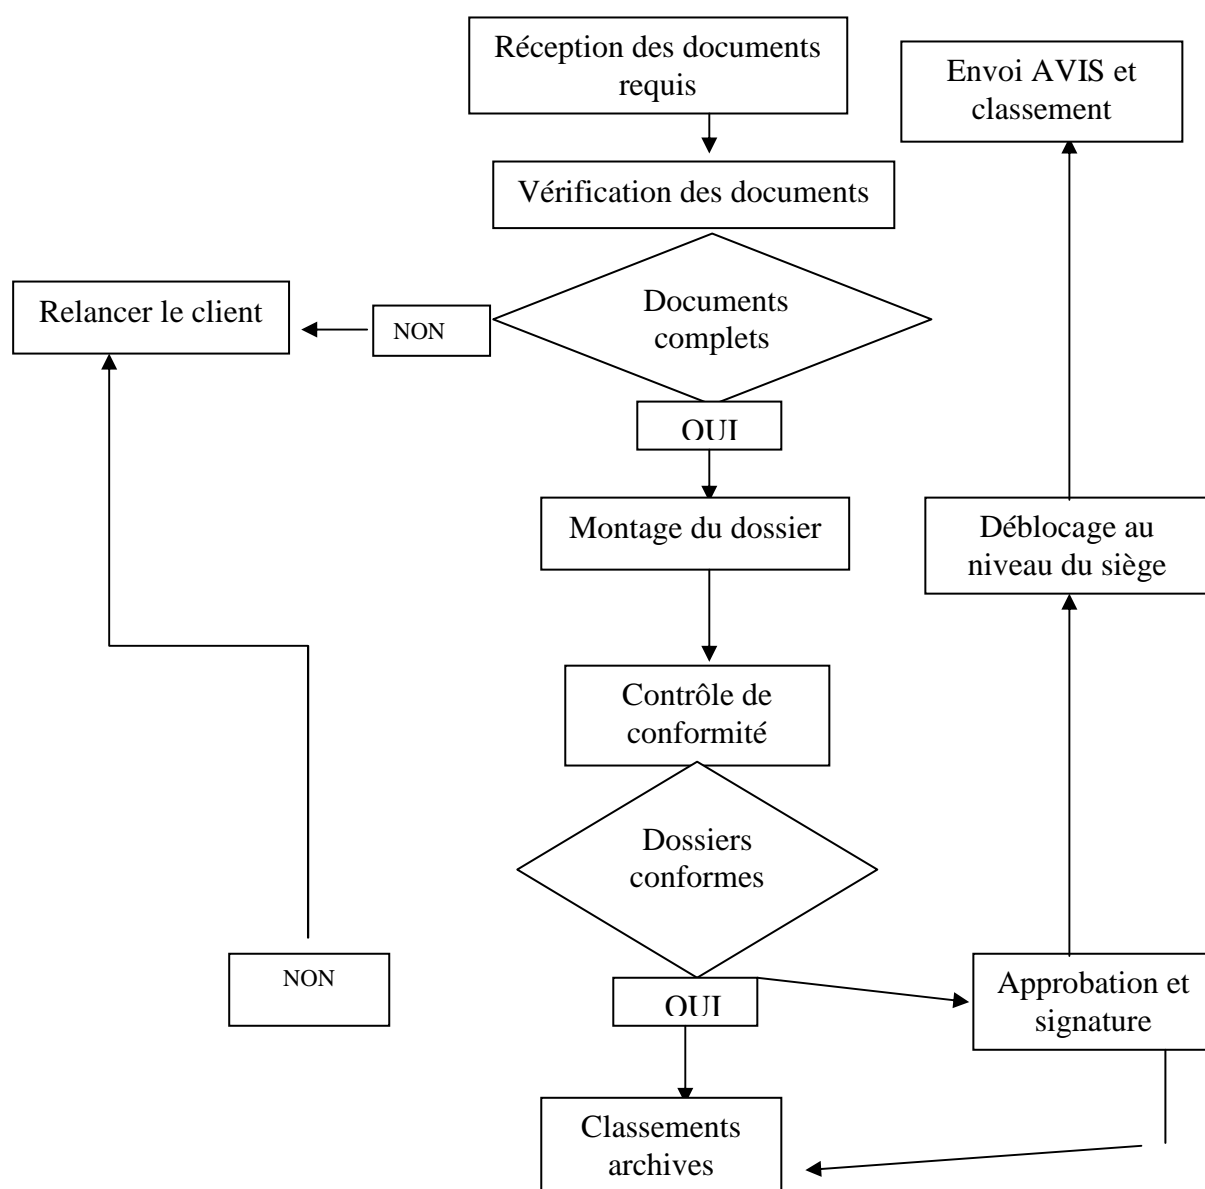 Réception des documents
requis
Envoi AVIS et
classement
Vérification des documents
Relancer le client
NON
Documents
complets
OUI
Montage du dossier
Déblocage au
niveau du siège
Contrôle de
conformité
Dossiers
conformes
NON
OUI
Approbation et
signature
Classements
archives